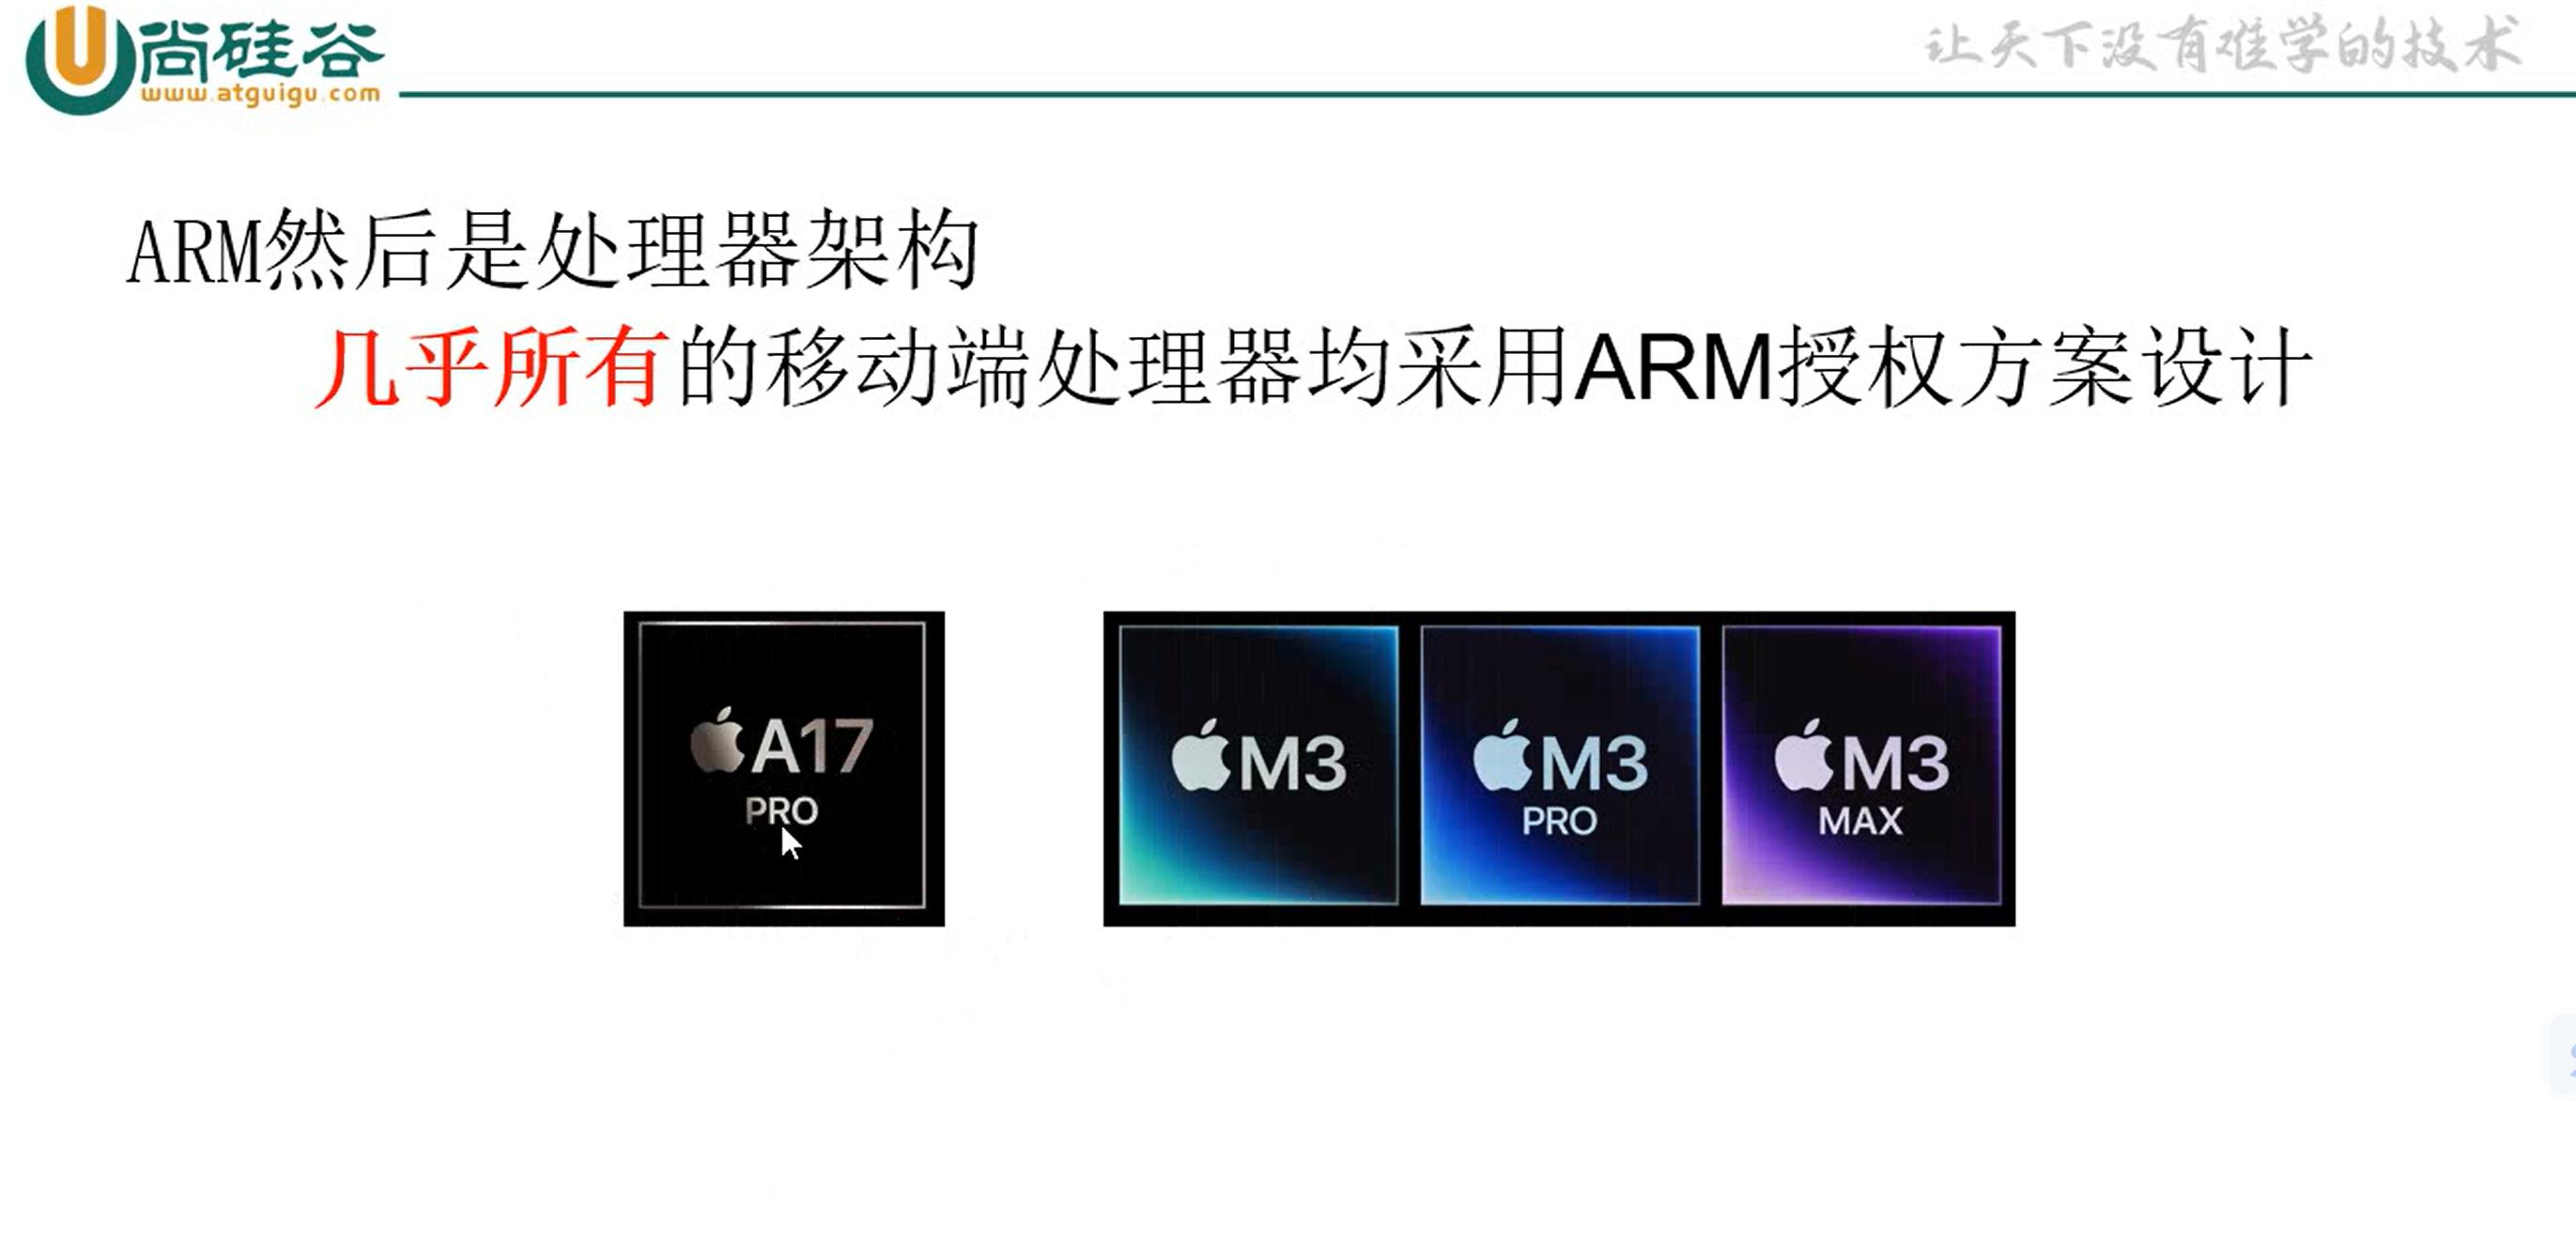 尚硅谷
www.atguigu.com
让天下没有难学的技术
ARM然后是处理器架构
几乎所有的移动端处理器均采用ARM授权方案设计
A17
PRO
M3
M3
PRO
M3
MAX